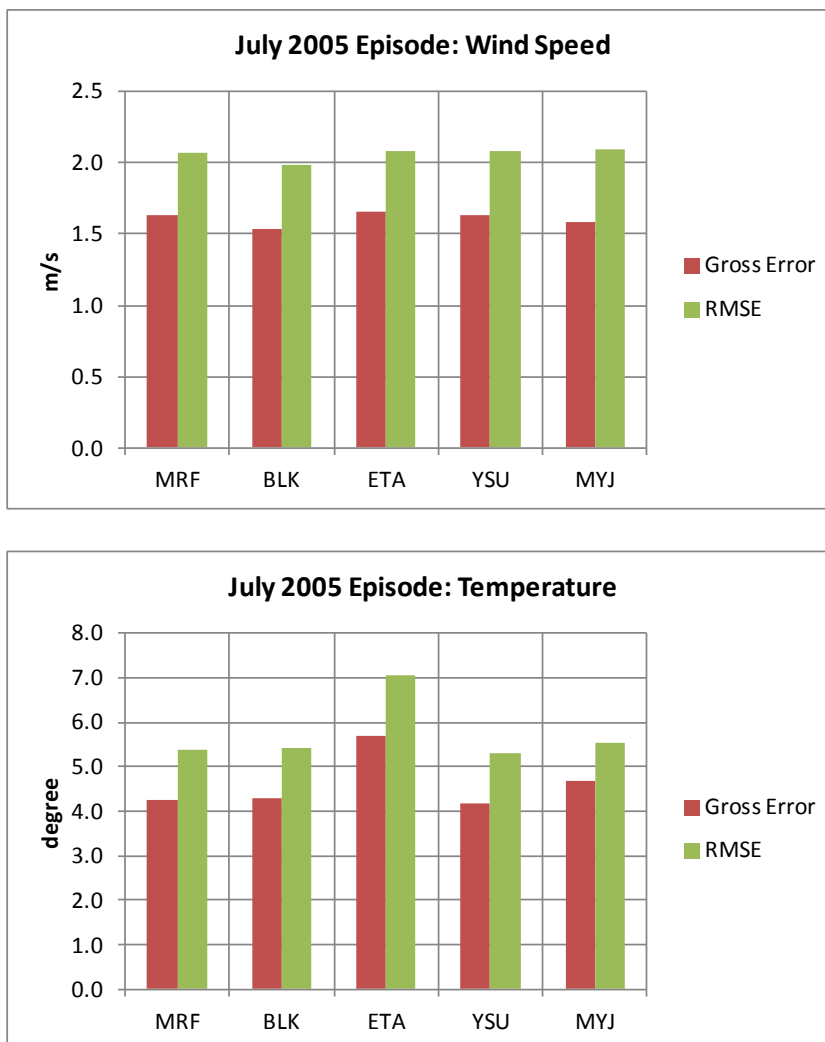 July 2005 Episode: Wind Speed
2.5
2.0
1.5
1.0
0.5
0.0
m/s
MRF BLK ETA YSU MYJ
Gross Error
RMSE
July 2005 Episode: Temperature
8.0
7.0
6.0
5.0
4.0
3.0
2.0
1.0
0.0
degree
MRF BLK ETA YSU MYJ
Gross Error
RMSE